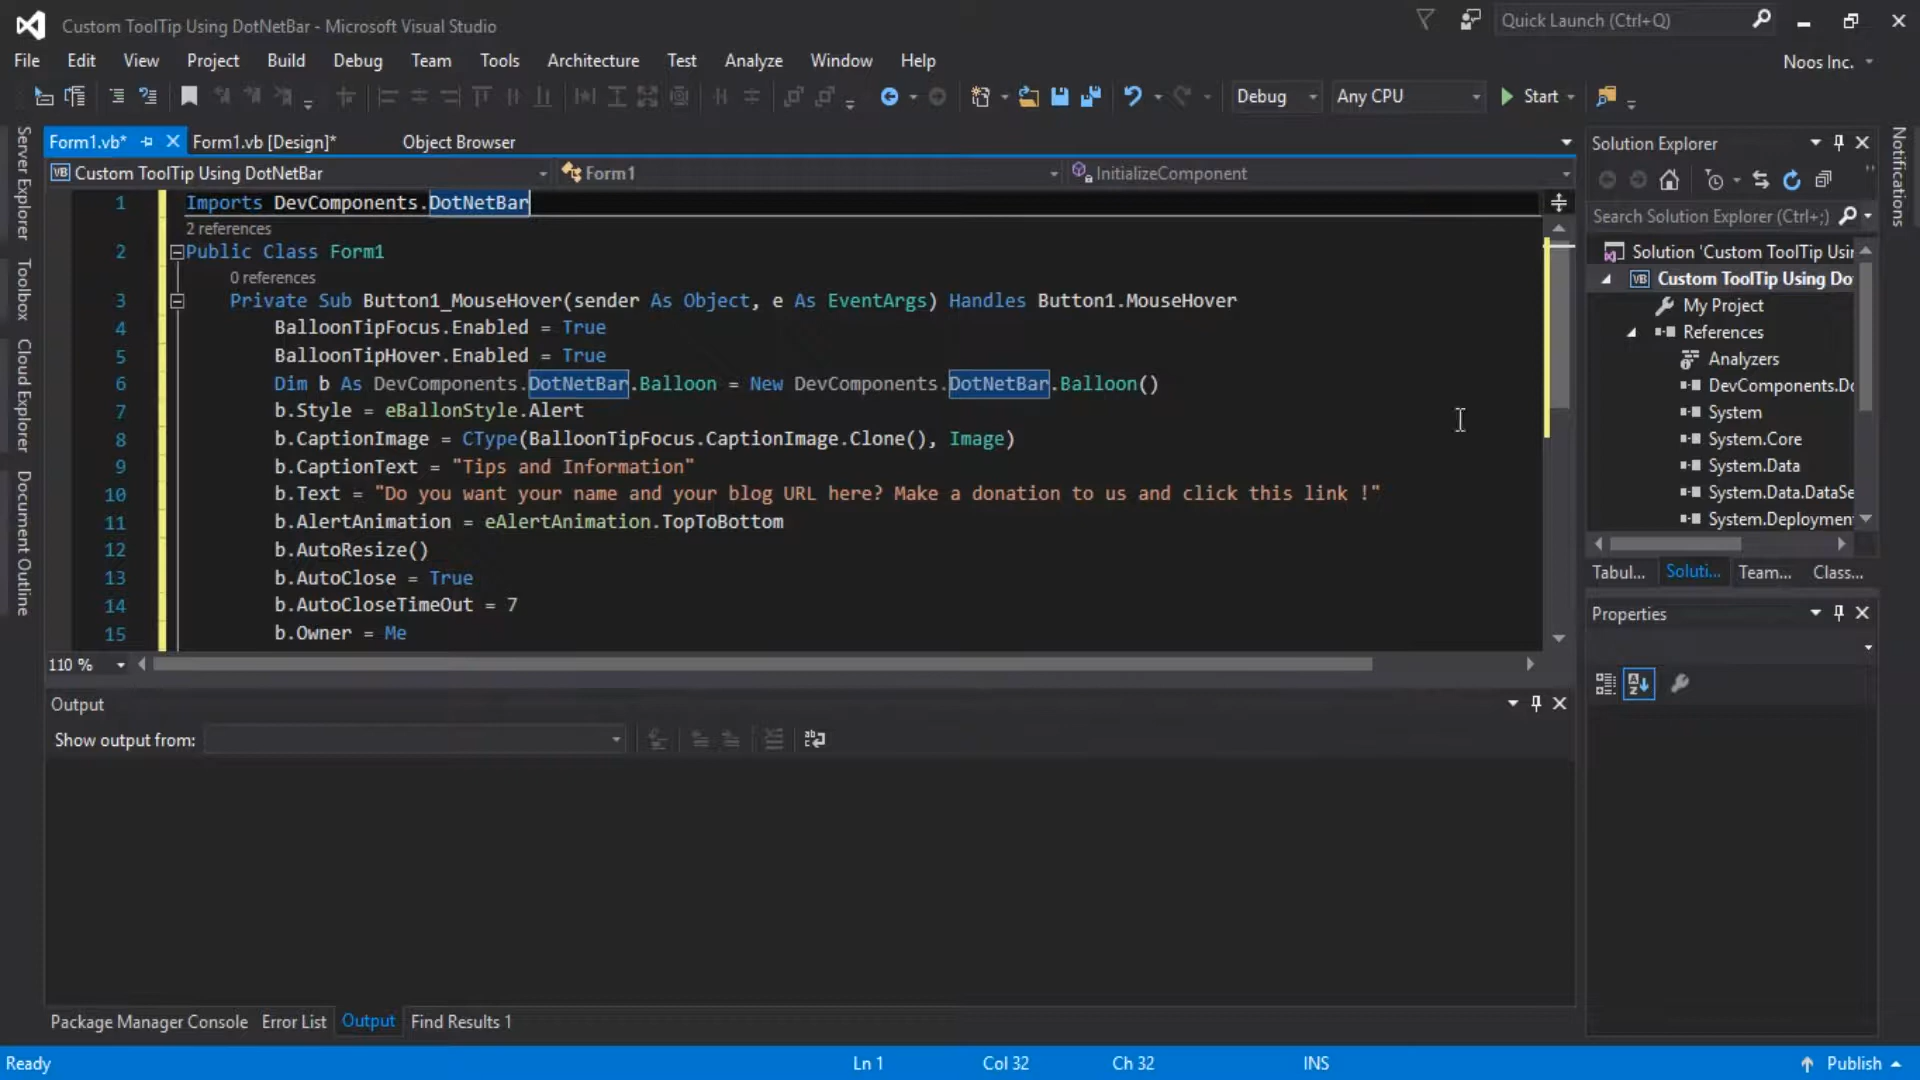 Custom ToolTip Using DotNetBar - Microsoft Visual Studio
Quick Launch (Ctrl+Q)
File Edit View Project Build Debug Team Tools Test Architecture Analyze Window Help
Noos Inc.
Debug Any CPU Start
Form1.vb* Form1.vb [Design]* Object Browser
VB Custom ToolTip Using DotNetBar Form1 InitializeComponent
1 Imports DevComponents.DotNetBar
2 references
2 Public Class Form1
0 references
3 Private Sub Button1_MouseHover(sender As Object, e As EventArgs) Handles Button1.MouseHover
4 BalloonTipFocus.Enabled = True
5 BalloonTipHover.Enabled = True
6 Dim b As DevComponents.DotNetBar.Balloon = New DevComponents.DotNetBar.Balloon()
7 b.Style = eBallonStyle.Alert
8 b.CaptionImage = CType(BalloonTipFocus.CaptionImage.Clone(), Image)
9 b.CaptionText = "Tips and Information"
10 b.Text = "Do you want your name and your blog URL here? Make a donation to us and click this link !"
11 b.AlertAnimation = eAlertAnimation.TopToBottom
12 b.AutoResize()
13 b.AutoClose = True
14 b.AutoCloseTimeOut = 7
15 b.Owner = Me
110 %
Output
Show output from:
Package Manager Console Error List Output Find Results 1
Ready Ln 1 Col 32 Ch 32 INS Publish
Server Explorer
Toolbox
Cloud Explorer
Document Outline
Solution Explorer
Search Solution Explorer (Ctrl+;)
Solution 'Custom ToolTip Usin
VB Custom ToolTip Using Do
My Project
References
Analyzers
DevComponents.Do
System
System.Core
System.Data
System.Data.DataSe
System.Deploymen
Tabul... Soluti... Team... Class...
Properties
Notifications